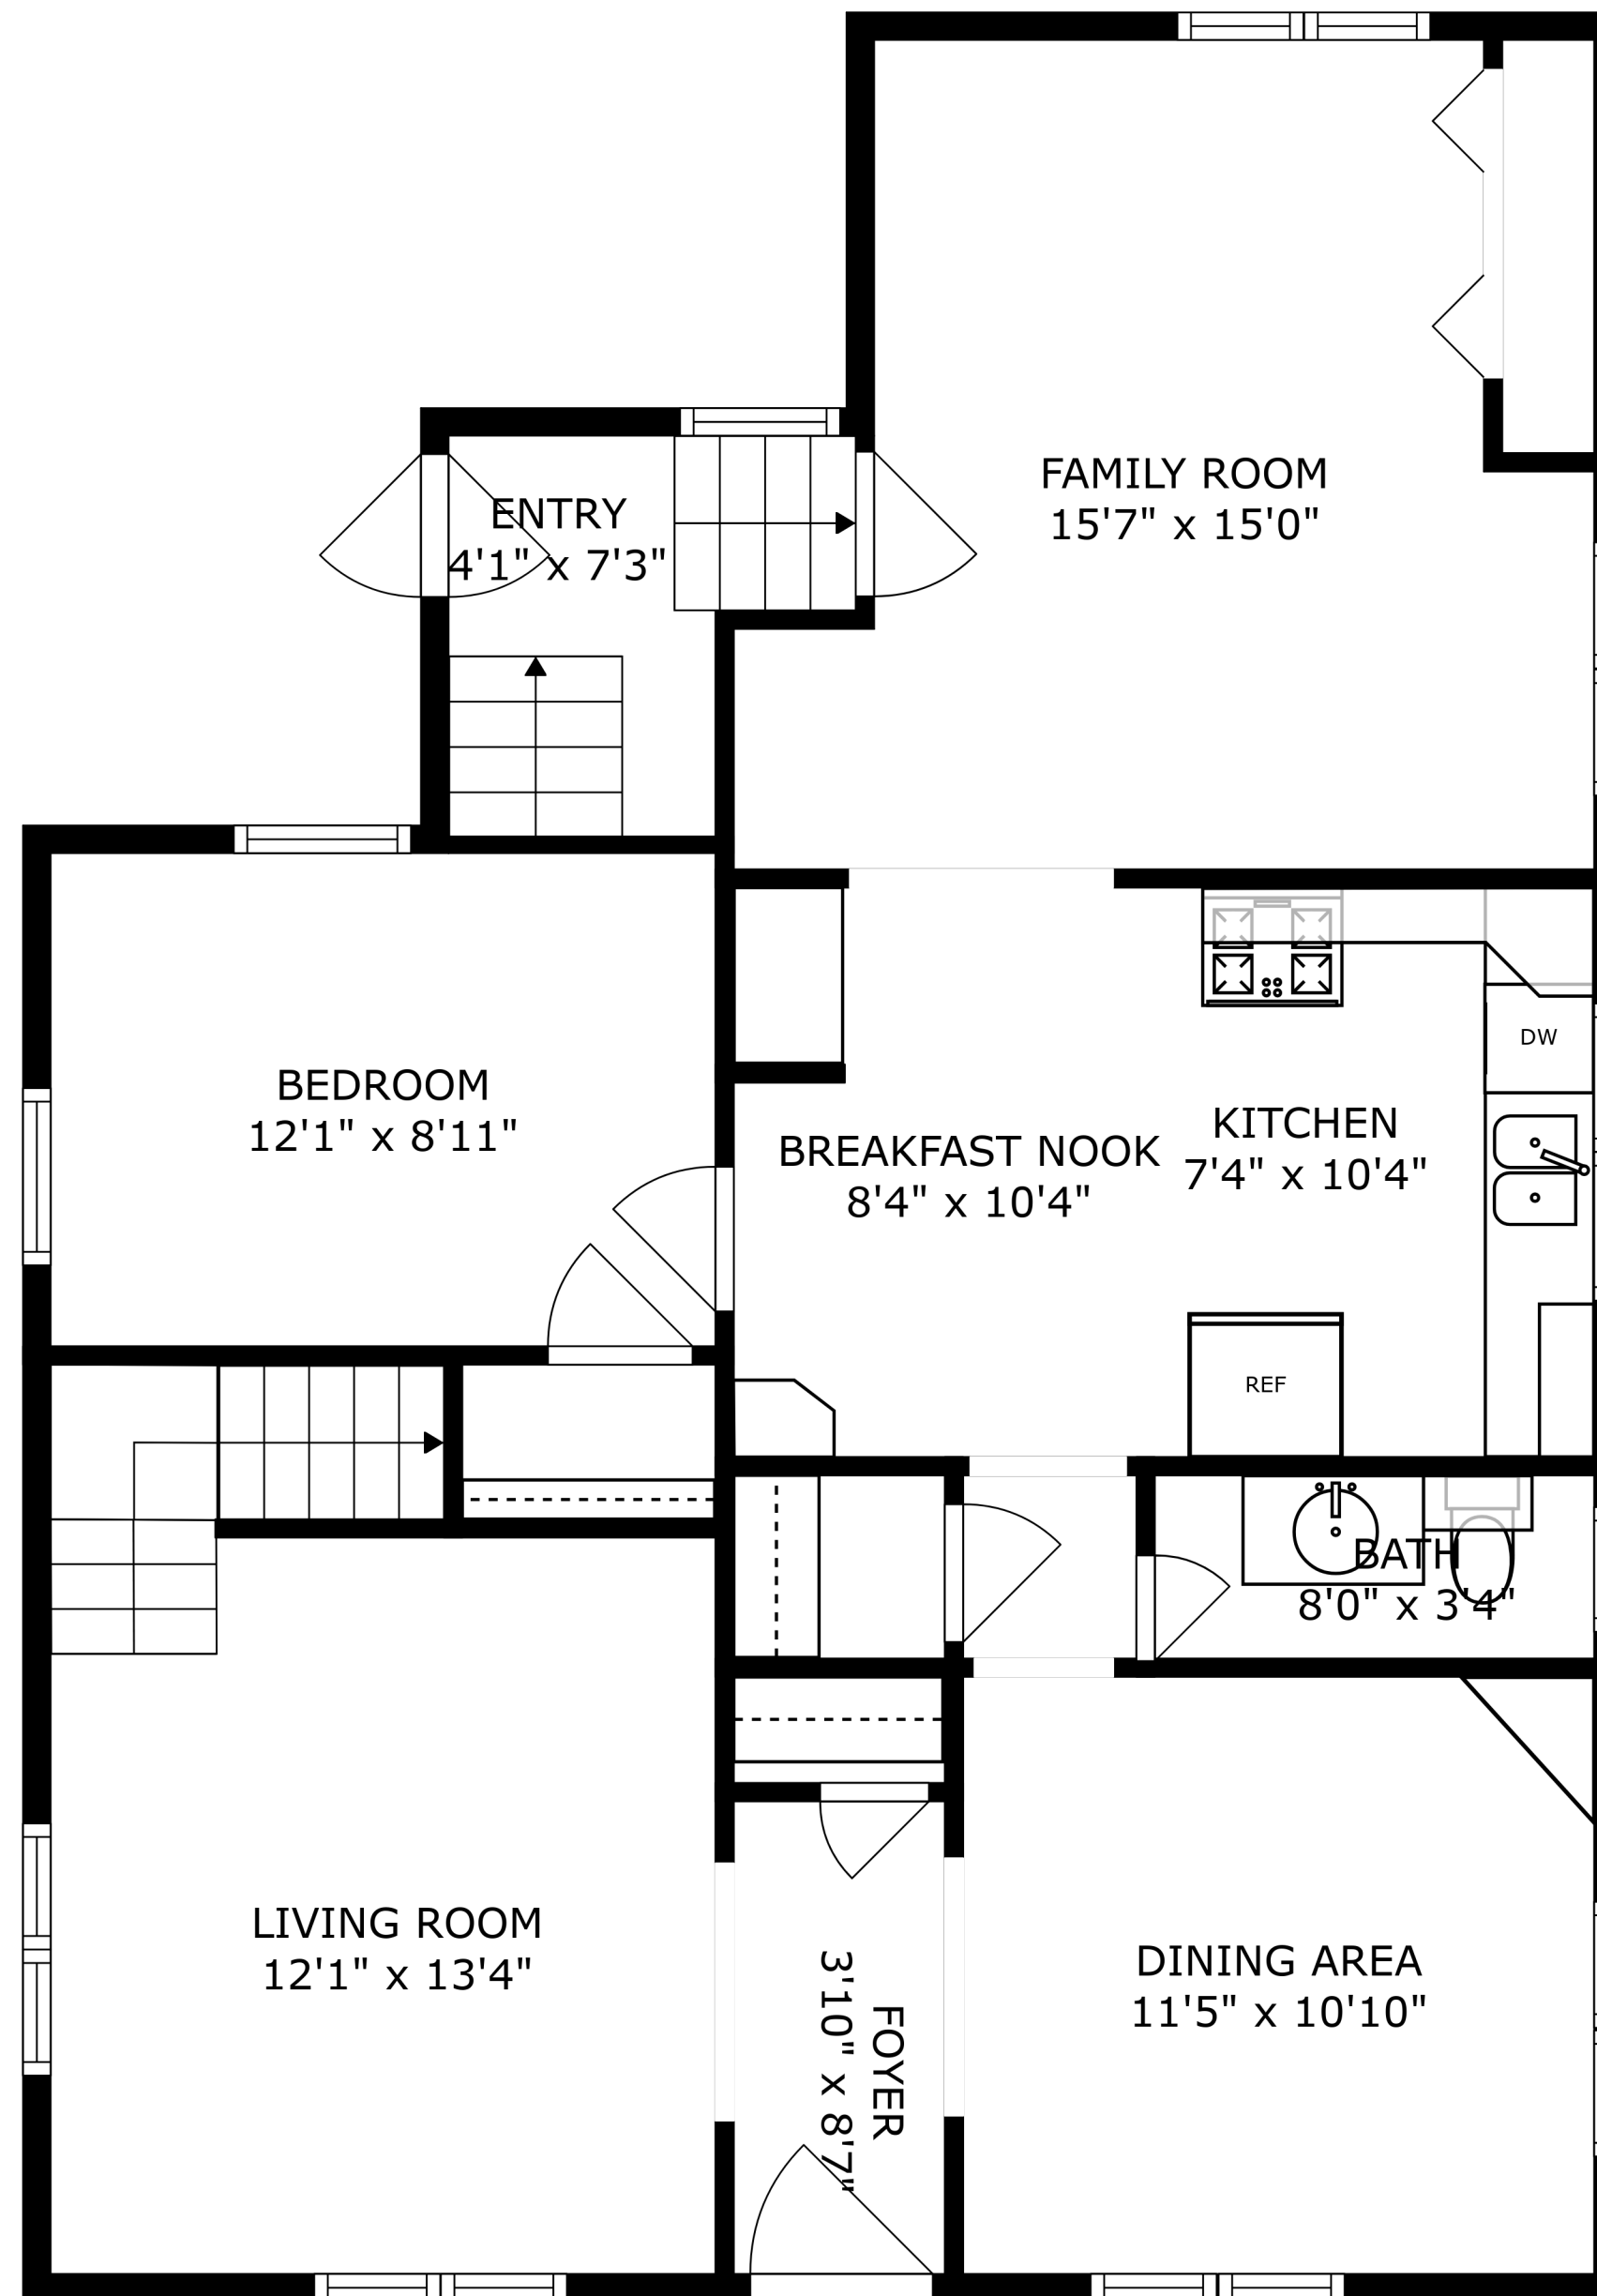 FAMILY ROOM
15'7" x 15'0"
ENTRY
4'1" x 7'3"
BEDROOM
12'1" x 8'11"
BREAKFAST NOOK
8'4" x 10'4"
KITCHEN
7'4" x 10'4"
DW
REF
BATH
8'0" x 3'4"
LIVING ROOM
12'1" x 13'4"
FOYER
3'10" x 8'7"
DINING AREA
11'5" x 10'10"